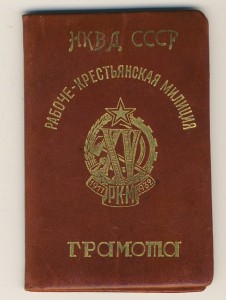 НКВД СССР
РАБОЧЕ-КРЕСТЬЯНСКАЯ МИЛИЦИЯ
XV
1917 1932
РКМ
ГРАМОТА